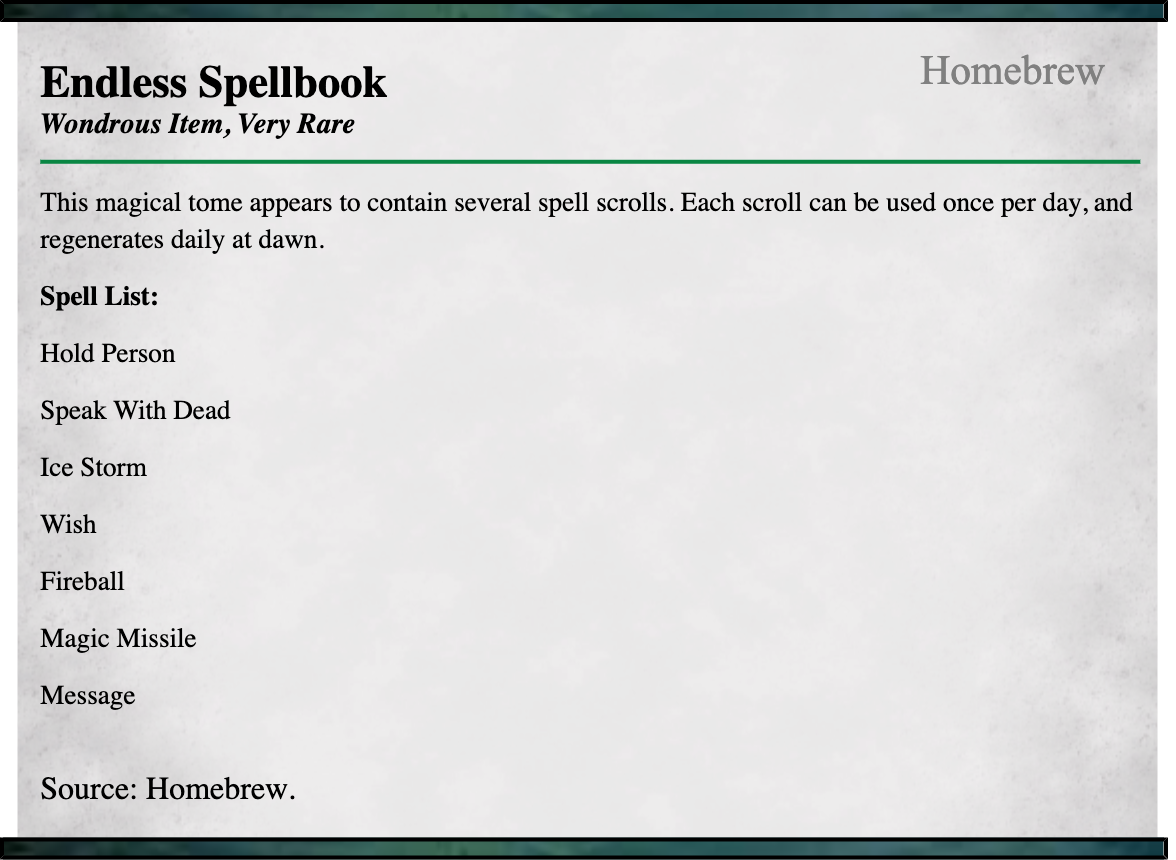 Homebrew
Endless Spellbook
Wondrous Item, Very Rare
This magical tome appears to contain several spell scrolls. Each scroll can be used once per day, and
regenerates daily at dawn.
Spell List:
Hold Person
Speak With Dead
Ice Storm
Wish
Fireball
Magic Missile
Message
Source: Homebrew.